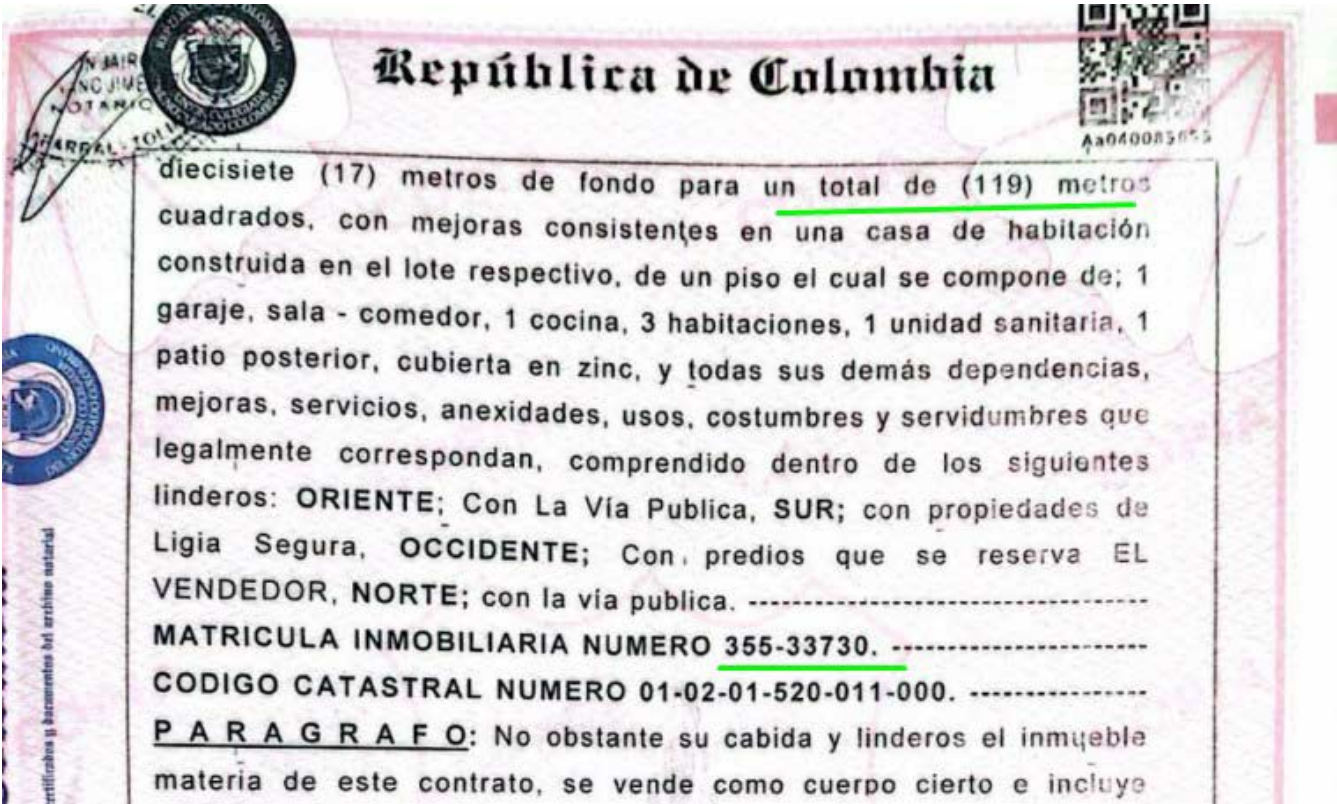 República de Colombia
NOTARIO
Aa040085655
diecisiete (17) metros de fondo para un total de (119) metros
cuadrados, con mejoras consistentes en una casa de habitación
construida en el lote respectivo, de un piso el cual se compone de; 1
garaje, sala - comedor, 1 cocina, 3 habitaciones, 1 unidad sanitaria, 1
patio posterior, cubierta en zinc, y todas sus demás dependencias,
mejoras, servicios, anexidades, usos, costumbres y servidumbres que
legalmente correspondan, comprendido dentro de los siguientes
linderos: ORIENTE; Con La Vía Publica, SUR; con propiedades de
Ligia Segura, OCCIDENTE; Con predios que se reserva EL
VENDEDOR, NORTE; con la vía publica. -----------------------------------
MATRICULA INMOBILIARIA NUMERO 355-33730. ----------------------
CODIGO CATASTRAL NUMERO 01-02-01-520-011-000. ----------------
PARAGRAFO: No obstante su cabida y linderos el inmueble
materia de este contrato, se vende como cuerpo cierto e incluye
documentos del archivo notarial